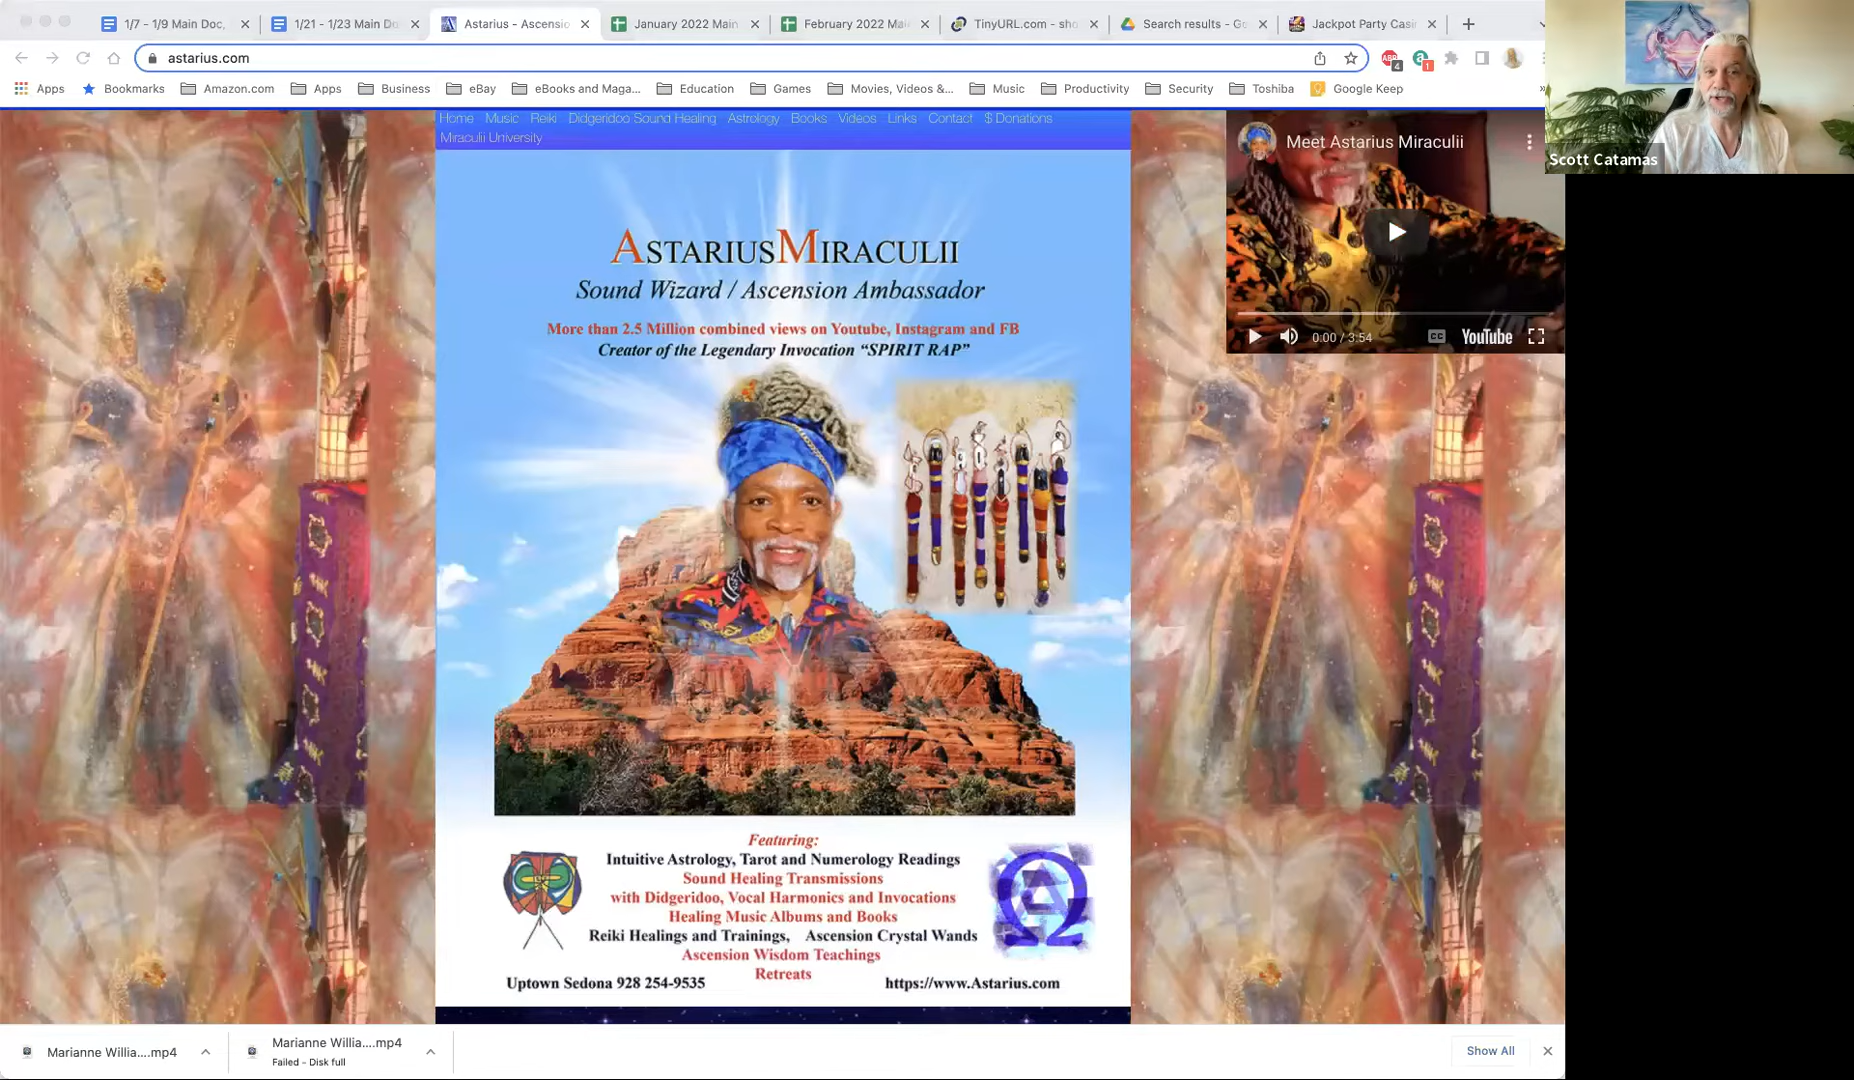 1/7 - 1/9 Main Doc,
1/21 - 1/23 Main Do
Astarius - Ascensio
January 2022 Main
February 2022 Mai
TinyURL.com - sho
Search results - Go
Jackpot Party Casi
astarius.com
4
1
Apps
Bookmarks
Amazon.com
Apps
Business
eBay
eBooks and Maga...
Education
Games
Movies, Videos &...
Music
Productivity
Security
Toshiba
Google Keep
Home Music Reiki Didgeridoo Sound Healing Astrology Books Videos Links Contact $ Donations
Miraculii University
Meet Astarius Miraculii
Scott Catamas
ASTARIUSMIRACULII
Sound Wizard / Ascension Ambassador
More than 2.5 Million combined views on Youtube, Instagram and FB
Creator of the Legendary Invocation “SPIRIT RAP”
0:00 / 3:54
CC
YouTube
Featuring:
Intuitive Astrology, Tarot and Numerology Readings
Sound Healing Transmissions
with Didgeridoo, Vocal Harmonics and Invocations
Healing Music Albums and Books
Reiki Healings and Trainings, Ascension Crystal Wands
Ascension Wisdom Teachings
Retreats
Uptown Sedona 928 254-9535
https://www.Astarius.com
Marianne Willia....mp4
Marianne Willia....mp4
Failed - Disk full
Show All